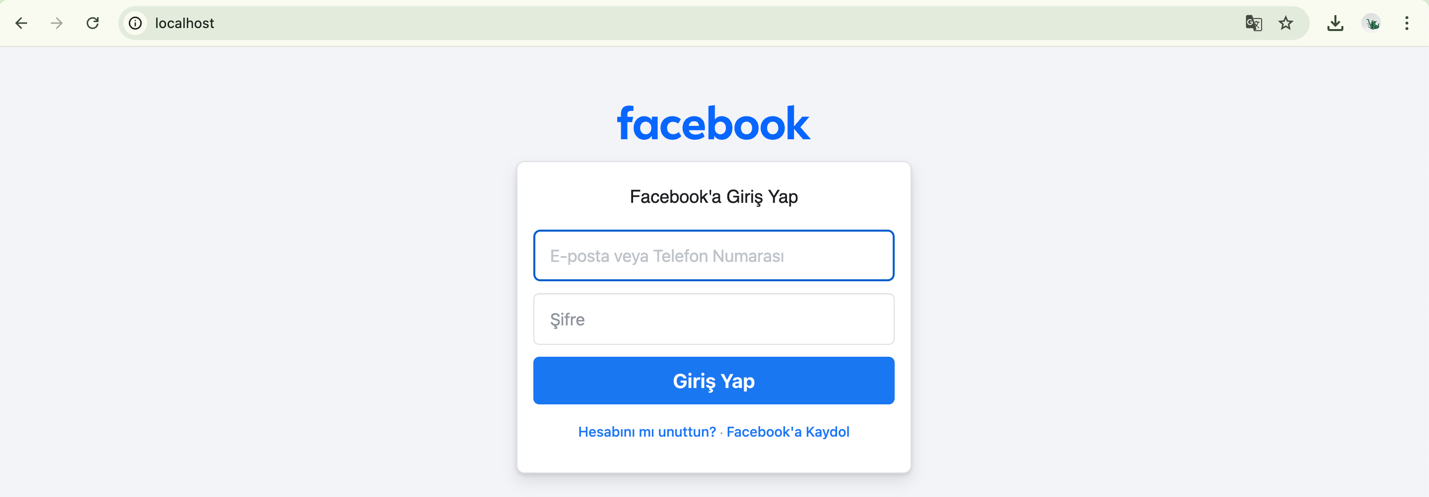 localhost
facebook
Facebook'a Giriş Yap
E-posta veya Telefon Numarası
Şifre
Giriş Yap
Hesabını mı unuttun? · Facebook'a Kaydol